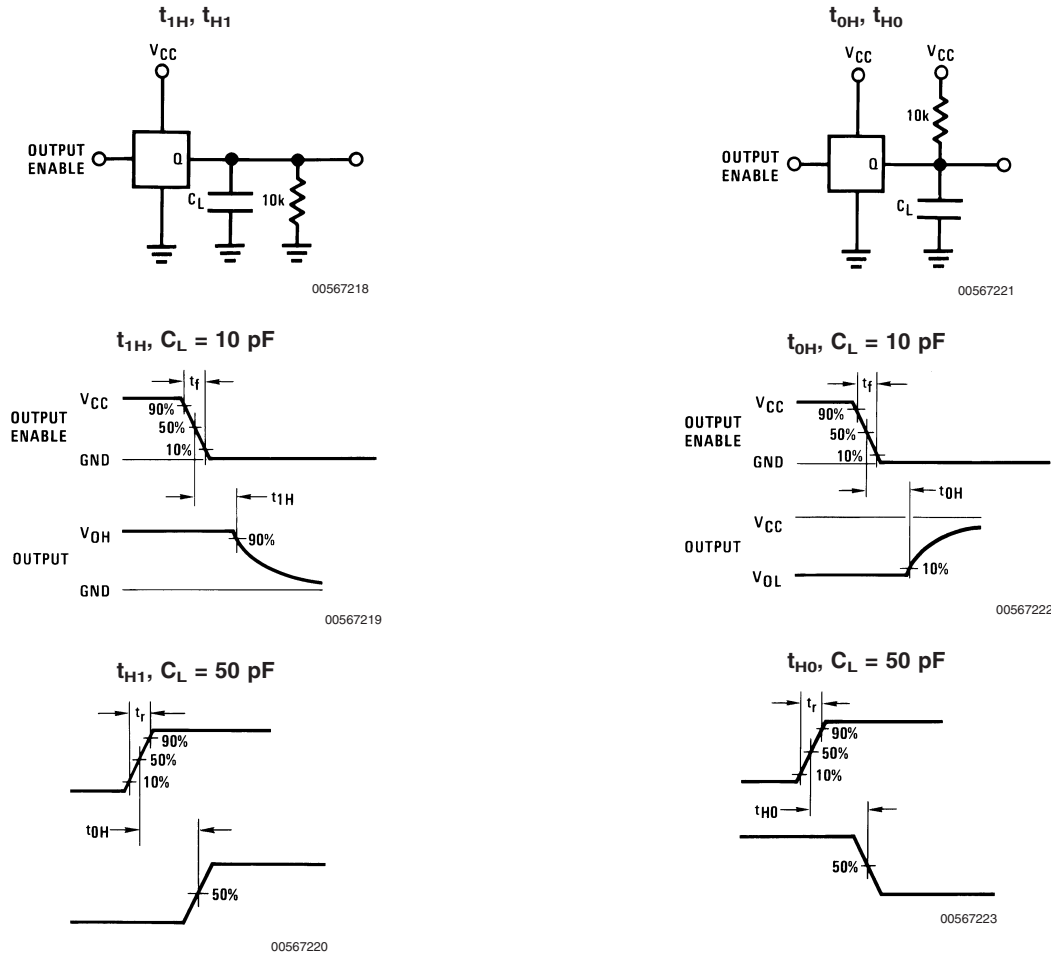 t1H, tH1
VCC
OUTPUT
ENABLE
Q
CL
10k
00567218
t0H, tH0
VCC
VCC
10k
OUTPUT
ENABLE
Q
CL
00567221
t1H, CL = 10 pF
tf
VCC
90%
OUTPUT
ENABLE
50%
10%
GND
t1H
VOH
90%
OUTPUT
GND
00567219
t0H, CL = 10 pF
tf
VCC
90%
OUTPUT
ENABLE
50%
10%
GND
t0H
VCC
OUTPUT
10%
VOL
00567222
tH1, CL = 50 pF
tr
90%
50%
10%
t0H
50%
00567220
tH0, CL = 50 pF
tr
90%
50%
10%
tH0
50%
00567223